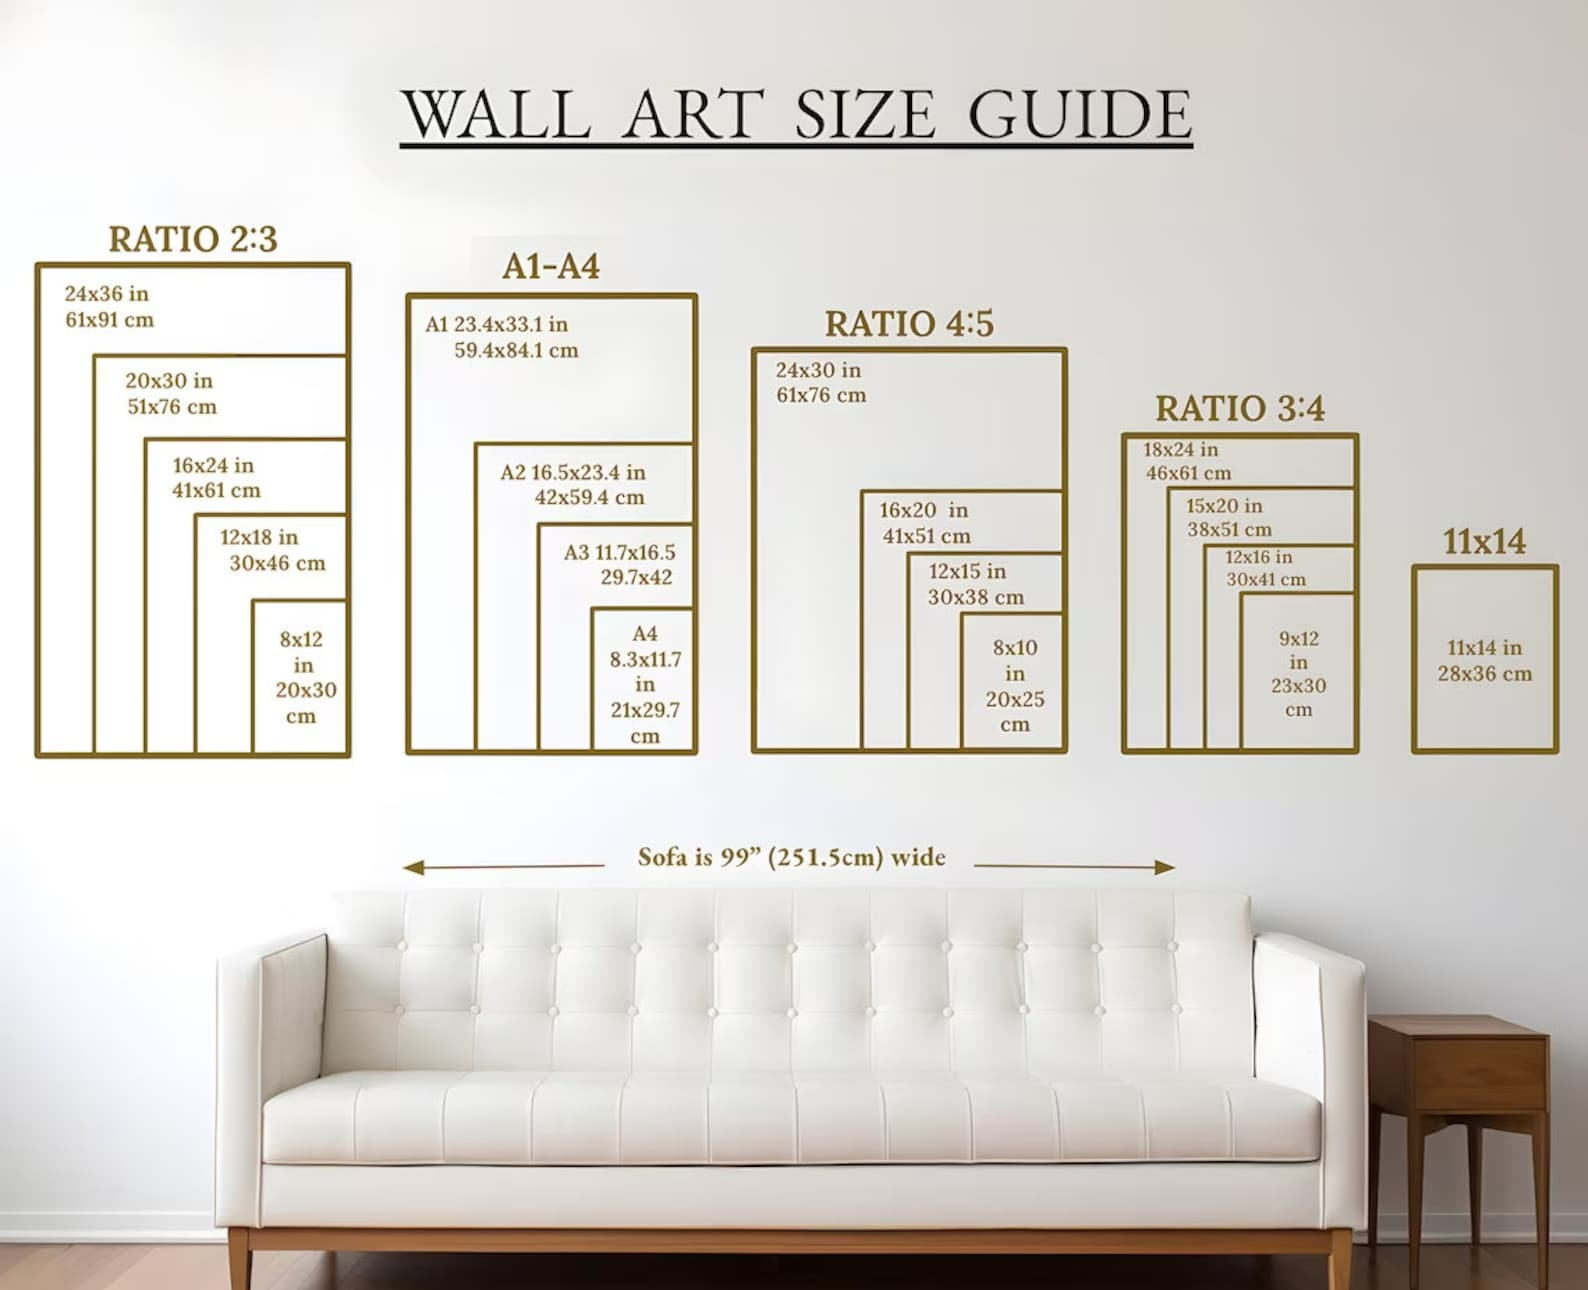 WALL ART SIZE GUIDE
RATIO 2:3
24x36 in
61x91 cm
20x30 in
51x76 cm
16x24 in
41x61 cm
12x18 in
30x46 cm
8x12
in
20x30
cm
A1-A4
A1 23.4x33.1 in
59.4x84.1 cm
A2 16.5x23.4 in
42x59.4 cm
A3 11.7x16.5
29.7x42
A4
8.3x11.7
in
21x29.7
cm
RATIO 4:5
24x30 in
61x76 cm
16x20 in
41x51 cm
12x15 in
30x38 cm
8x10
in
20x25
cm
RATIO 3:4
18x24 in
46x61 cm
15x20 in
38x51 cm
12x16 in
30x41 cm
9x12
in
23x30
cm
11x14
11x14 in
28x36 cm
Sofa is 99” (251.5cm) wide